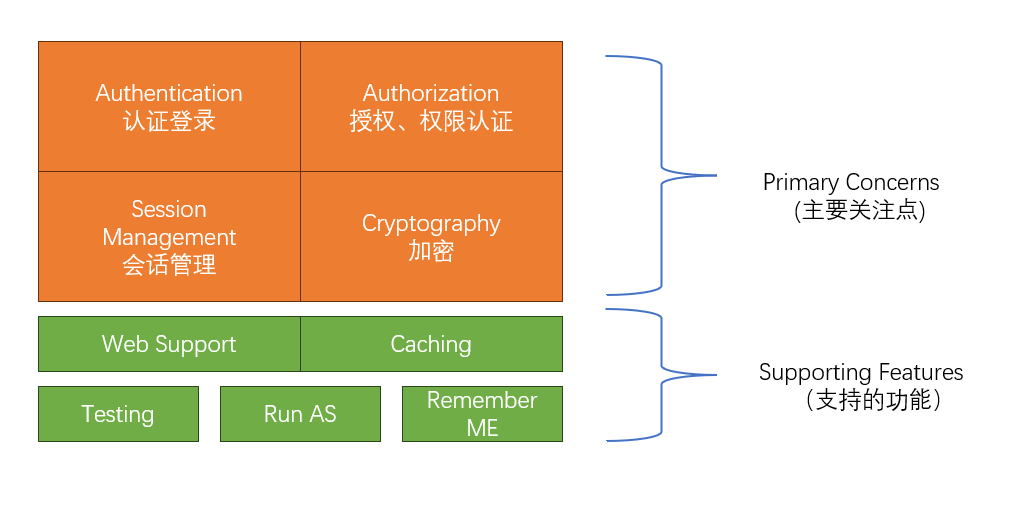 Authentication
认证登录
Authorization
授权、权限认证
Session
Management
会话管理
Cryptography
加密
Primary Concerns
(主要关注点)
Web Support
Caching
Testing
Run AS
Remember
ME
Supporting Features
（支持的功能）